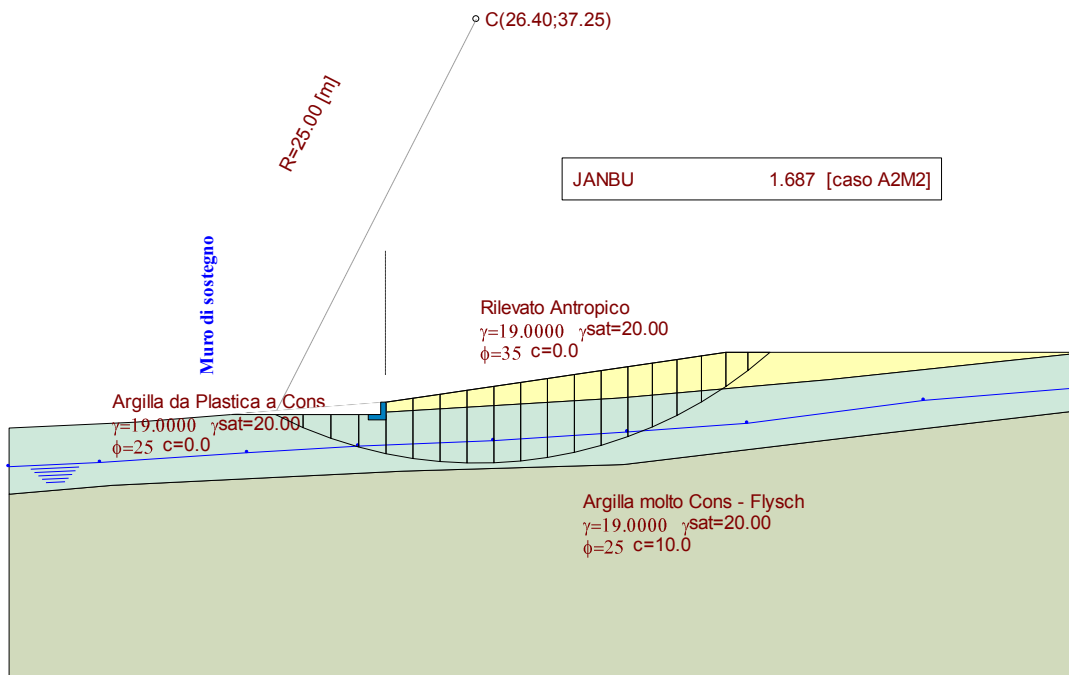 C(26.40;37.25)
R=25.00 [m]
JANBU 1.687 [caso A2M2]
Muro di sostegno
Rilevato Antropico
γ=19.0000 γsat=20.00
ϕ=35 c=0.0
Argilla da Plastica a Cons
γ=19.0000 γsat=20.00
ϕ=25 c=0.0
Argilla molto Cons - Flysch
γ=19.0000 γsat=20.00
ϕ=25 c=10.0